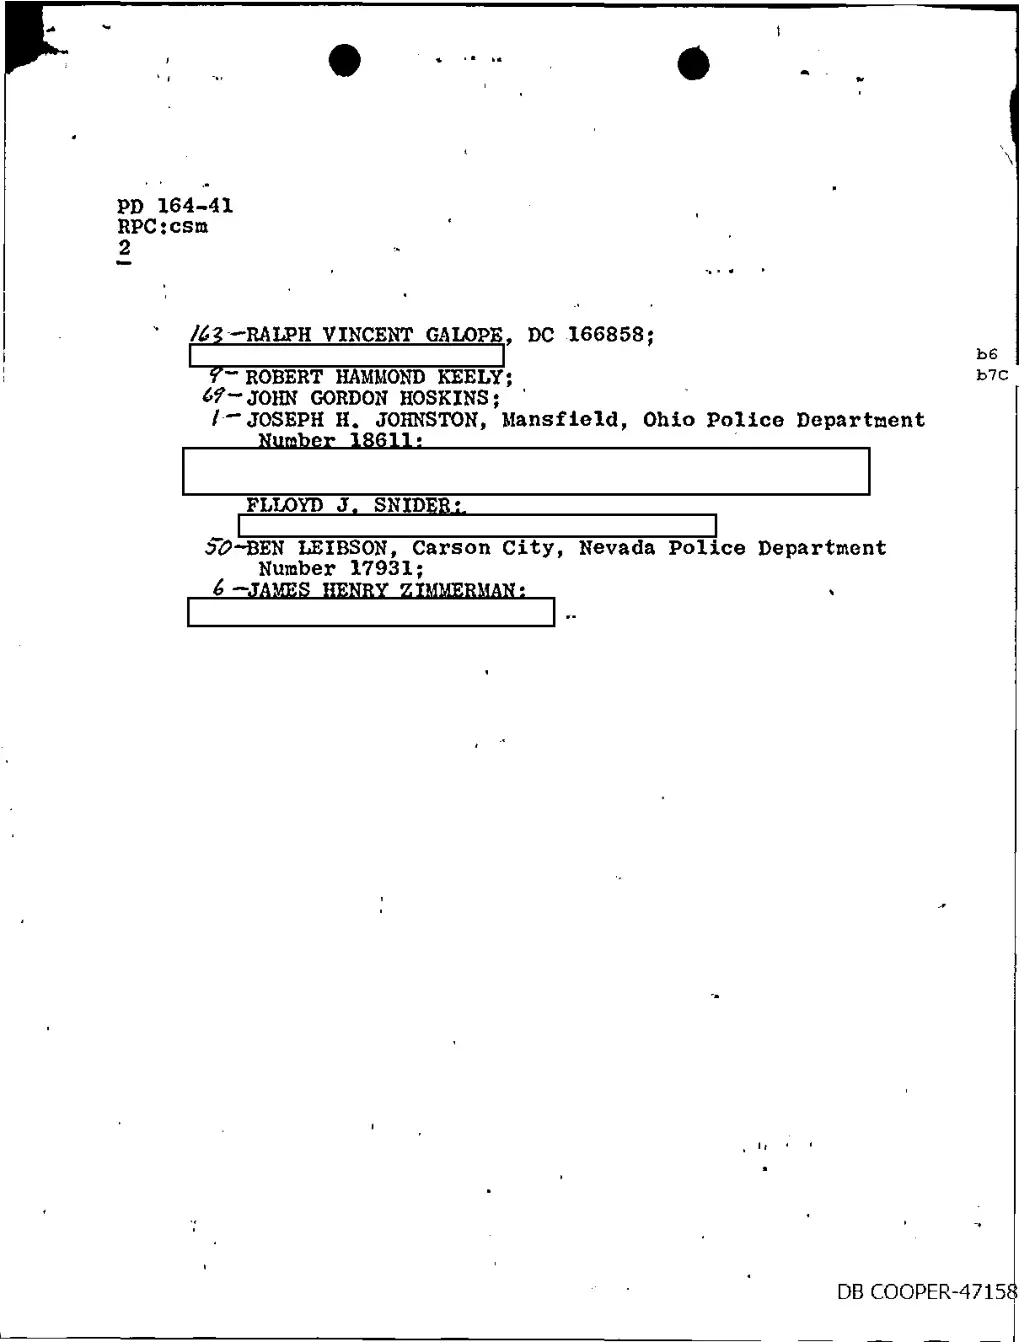 PD 164-41
RPC:csm
2
163-RALPH VINCENT GALOPE, DC 166858;
b6
9- ROBERT HAMMOND KEELY;
b7C
69-JOHN GORDON HOSKINS;
1-JOSEPH H. JOHNSTON, Mansfield, Ohio Police Department
Number 18611;
FLLOYD J. SNIDER;
50-BEN LEIBSON, Carson City, Nevada Police Department
Number 17931;
6-JAMES HENRY ZIMMERMAN;
DB COOPER-47158